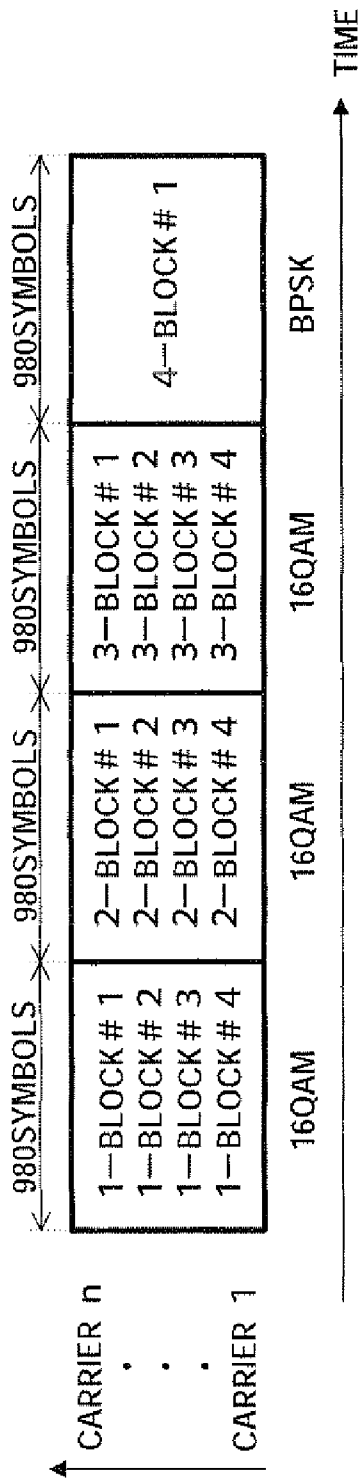 980SYMBOLS 980SYMBOLS 980SYMBOLS 980SYMBOLS
CARRIER n
CARRIER 1
1—BLOCK# 1
1—BLOCK# 2
1—BLOCK# 3
1—BLOCK# 4
2—BLOCK# 1
2—BLOCK# 2
2—BLOCK# 3
2—BLOCK# 4
3—BLOCK# 1
3—BLOCK# 2
3—BLOCK# 3
3—BLOCK# 4
4—BLOCK# 1
16QAM 16QAM 16QAM BPSK
TIME